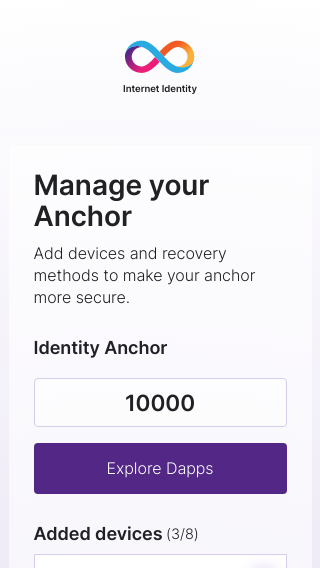 Internet Identity
Manage your
Anchor
Add devices and recovery
methods to make your anchor
more secure.
Identity Anchor
10000
Explore Dapps
Added devices (3/8)